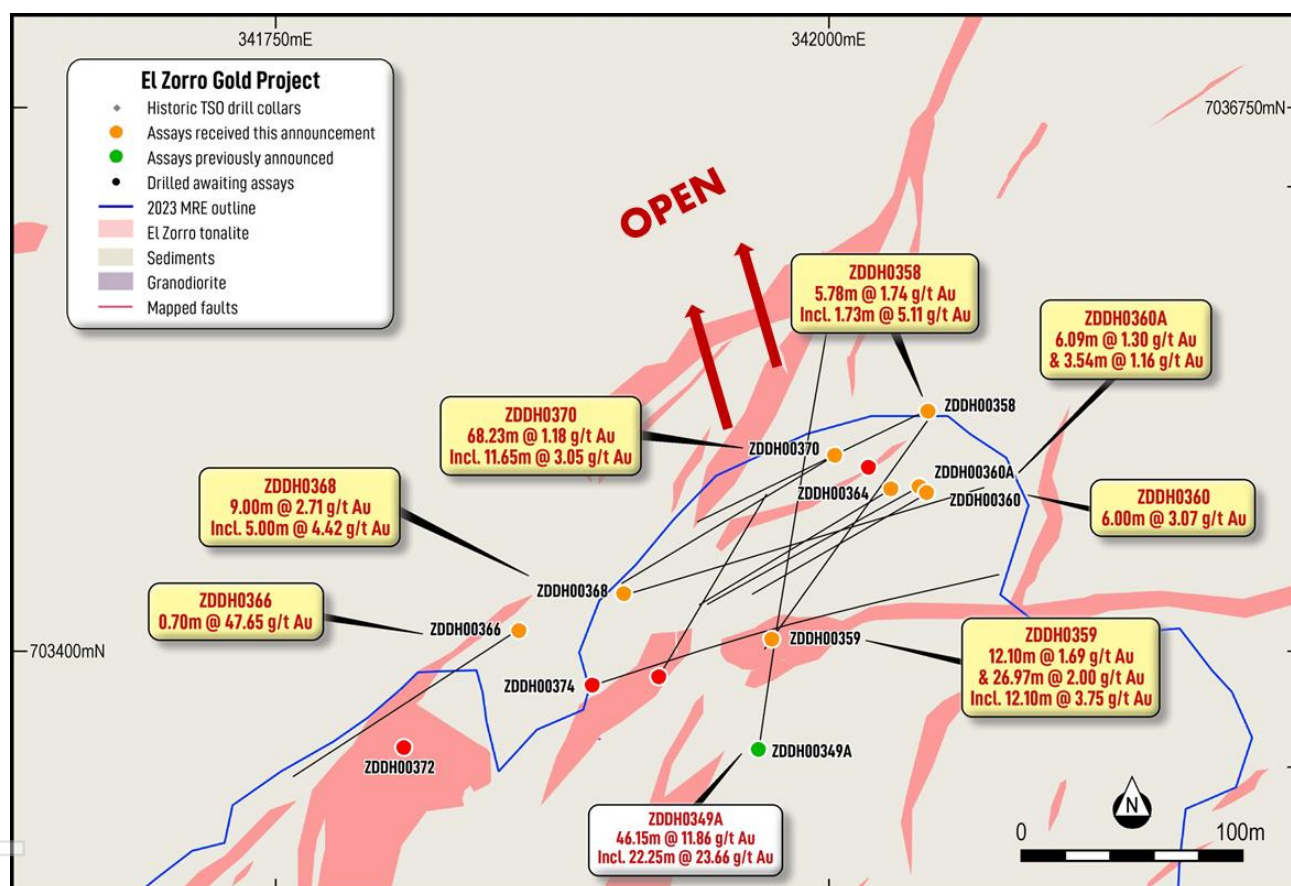 341750mE
342000mE
El Zorro Gold Project
Historic TSO drill collars
Assays received this announcement
Assays previously announced
Drilled awaiting assays
2023 MRE outline
El Zorro tonalite
Sediments
Granodiorite
Mapped faults
7036750mN
OPEN
ZDDH0358
5.78m @ 1.74 g/t Au
Incl. 1.73m @ 5.11 g/t Au
ZDDH0360A
6.09m @ 1.30 g/t Au
& 3.54m @ 1.16 g/t Au
ZDDH0370
68.23m @ 1.18 g/t Au
Incl. 11.65m @ 3.05 g/t Au
ZDDH00358
ZDDH00370
ZDDH00360A
ZDDH00364
ZDDH00360
ZDDH0360
6.00m @ 3.07 g/t Au
ZDDH0368
9.00m @ 2.71 g/t Au
Incl. 5.00m @ 4.42 g/t Au
ZDDH00368
ZDDH0366
0.70m @ 47.65 g/t Au
ZDDH00366
ZDDH00359
703400mN
ZDDH0359
12.10m @ 1.69 g/t Au
& 26.97m @ 2.00 g/t Au
Incl. 12.10m @ 3.75 g/t Au
ZDDH00374
ZDDH00372
ZDDH00349A
ZDDH0349A
46.15m @ 11.86 g/t Au
Incl. 22.25m @ 23.66 g/t Au
N
0
100m